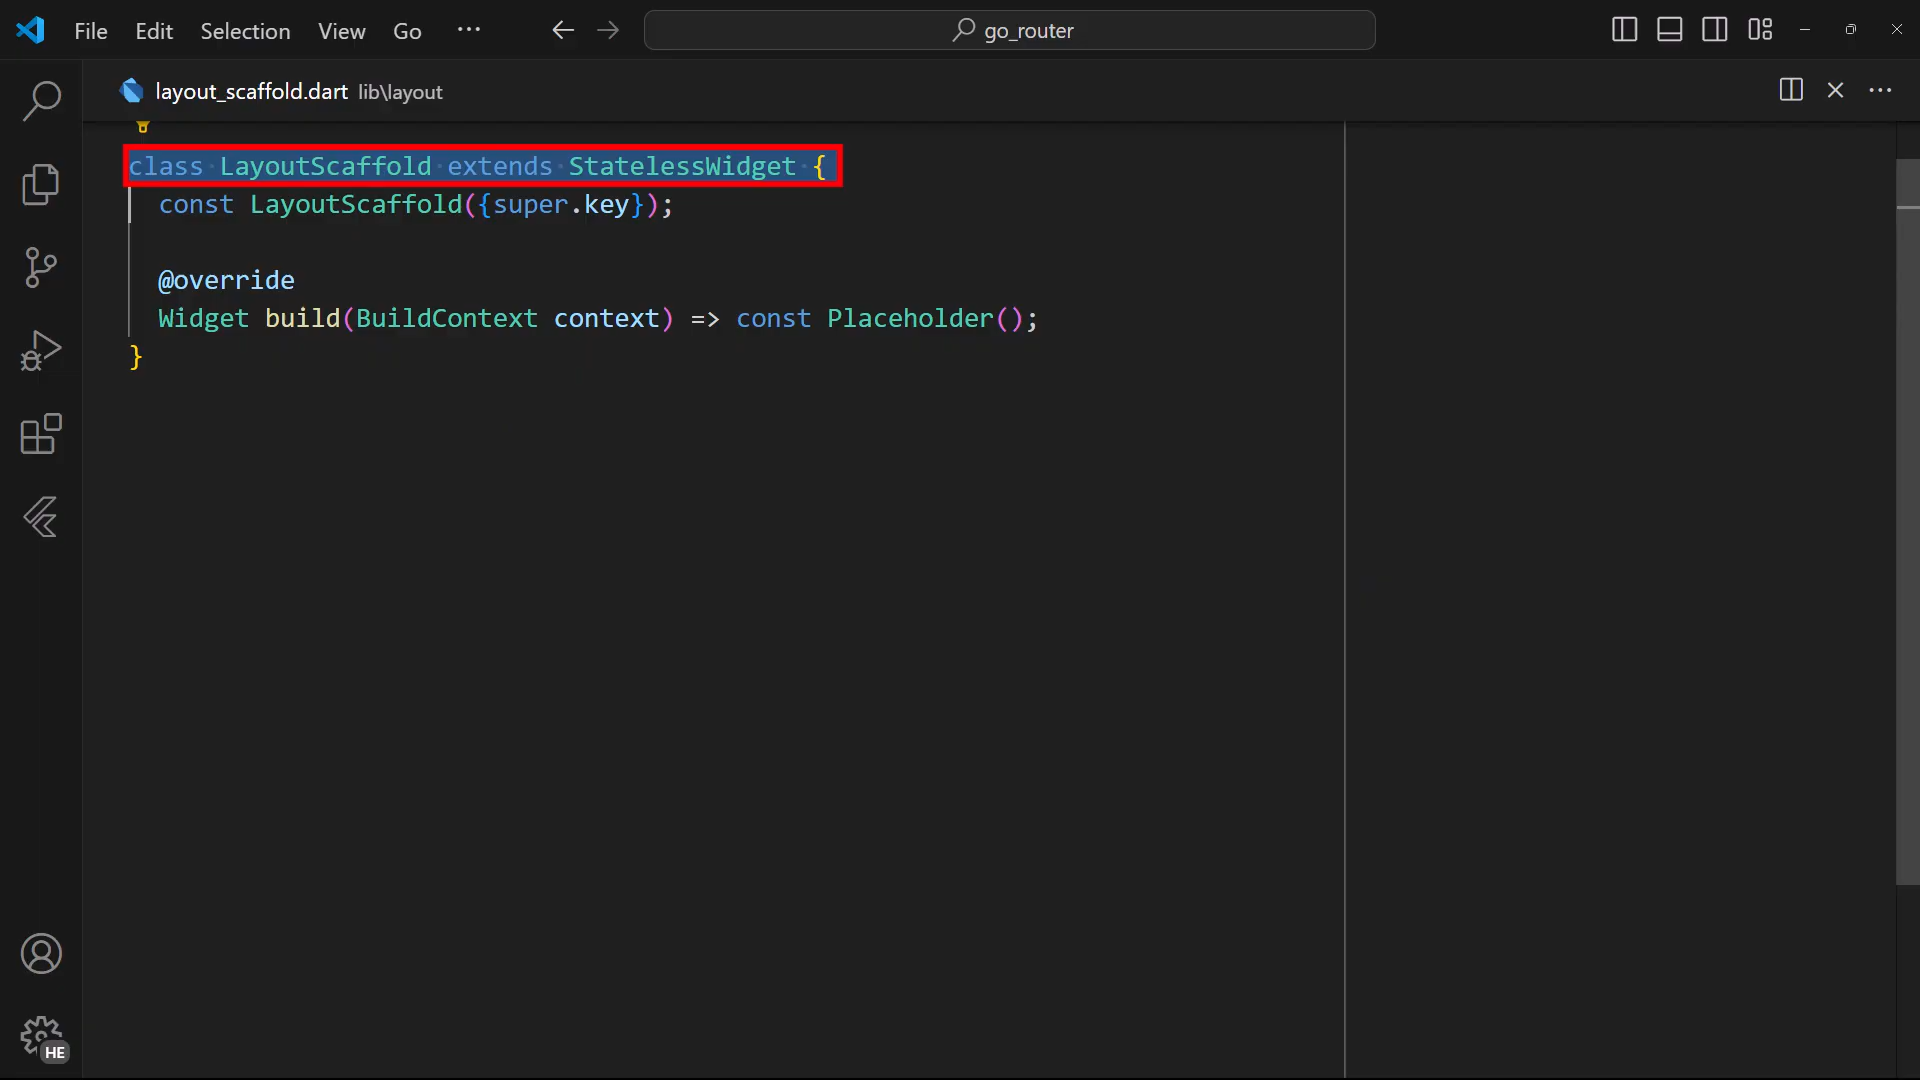 File Edit Selection View Go ··· go_router
layout_scaffold.dart lib\layout
class LayoutScaffold extends StatelessWidget {
const LayoutScaffold({super.key});
@override
Widget build(BuildContext context) => const Placeholder();
}
HE